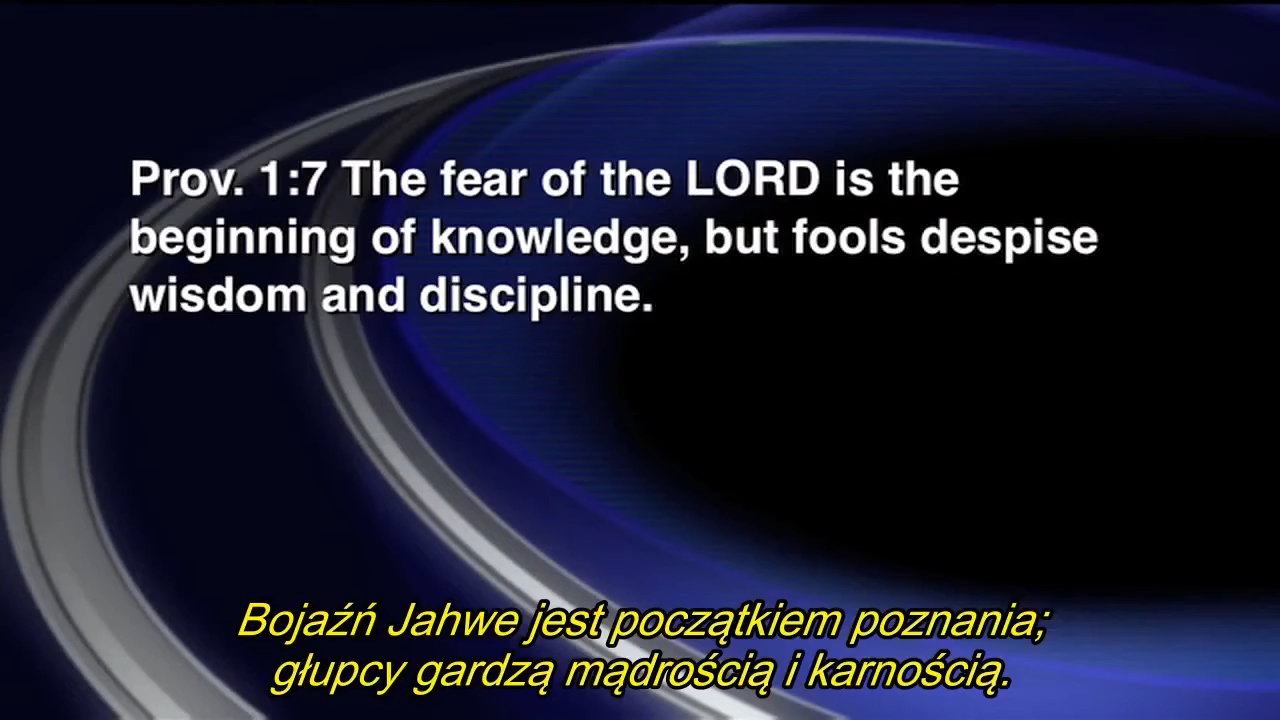 Prov. 1:7 The fear of the LORD is the
beginning of knowledge, but fools despise
wisdom and discipline.
Bojaźń Jahwe jest początkiem poznania;
głupcy gardzą mądrością i karnością.